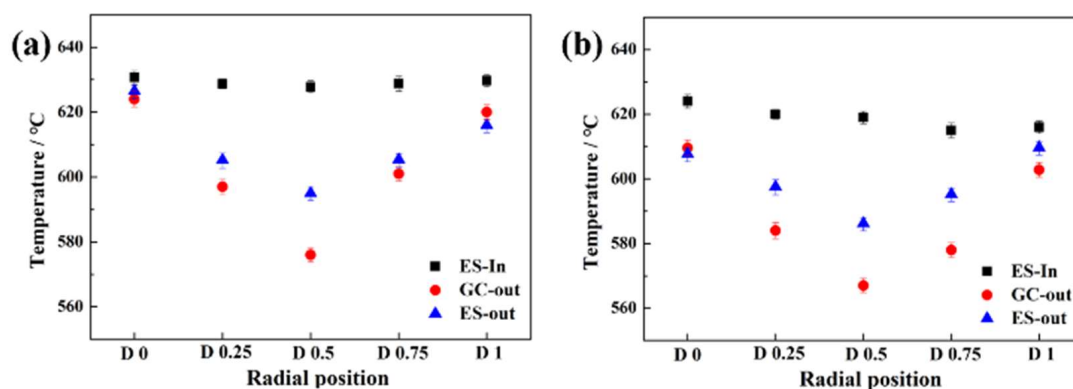 (a)
Temperature / °C
640
620
600
580
560
ES-In
GC-out
ES-out
D 0
D 0.25
D 0.5
D 0.75
D 1
Radial position
(b)
Temperature / °C
640
620
600
580
560
ES-In
GC-out
ES-out
D 0
D 0.25
D 0.5
D 0.75
D 1
Radial position